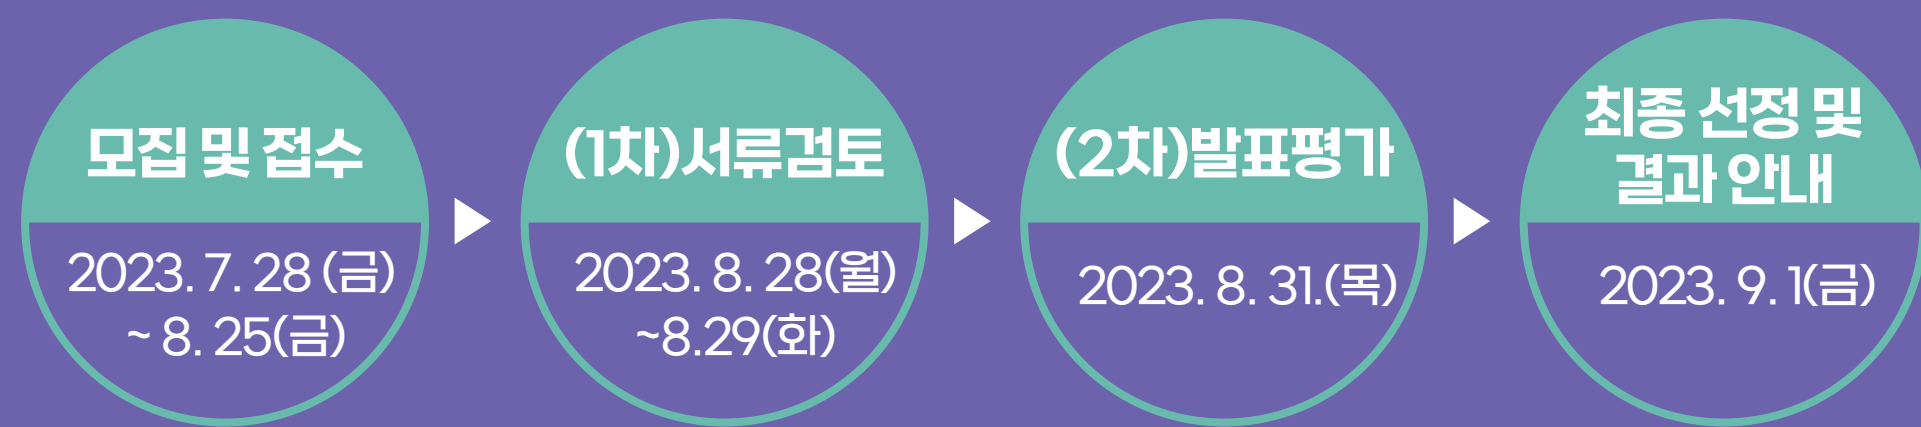 모집 및 접수
2023. 7. 28 (금)
~ 8. 25(금)
(1차)서류검토
2023. 8. 28(월)
~8.29(화)
(2차)발표평가
2023. 8. 31.(목)
최종 선정 및
결과 안내
2023. 9. 1(금)